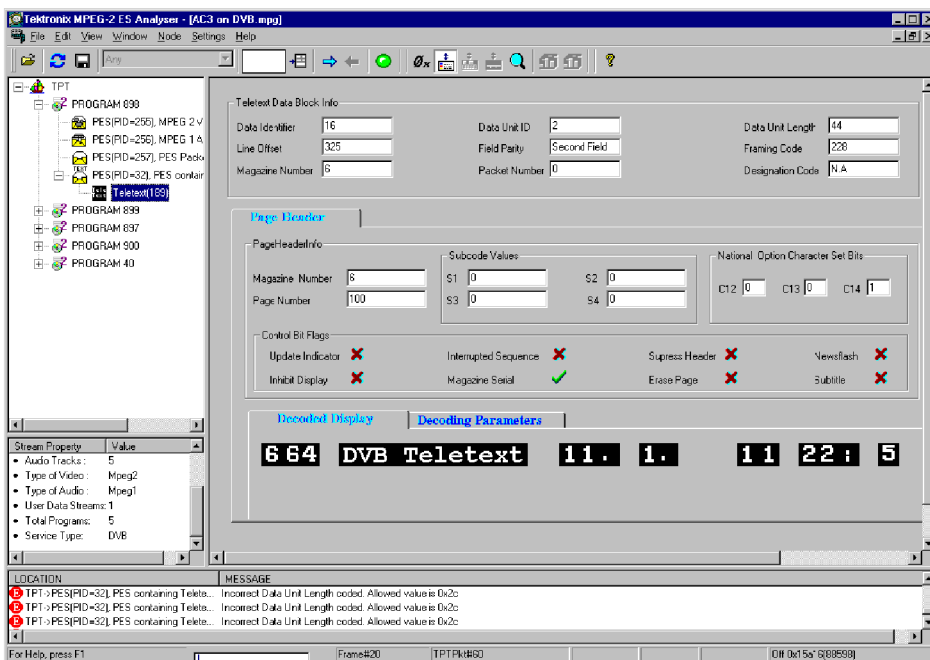 Tektronix MPEG-2 ES Analyser - [AC3 on DVB.mpg]
File Edit View Window Node Settings Help
Any
TPT
PROGRAM 898
PES(PID=255), MPEG 2 V
PES(PID=256), MPEG 1 A
PES(PID=257), PES Pack
PES(PID=32), PES contair
Teletext(189)
PROGRAM 899
PROGRAM 897
PROGRAM 900
PROGRAM 40
Teletext Data Block Info
Data Identifier 16 Data Unit ID 2 Data Unit Length 44
Line Offset 325 Field Parity Second Field Framing Code 228
Magazine Number 6 Packet Number 0 Designation Code N.A
Page Header
PageHeaderInfo
Magazine Number 6
Page Number 100
Subcode Values
S1 0 S2 0
S3 0 S4 0
National Option Character Set Bits
C12 0 C13 0 C14 1
Control Bit Flags
Update Indicator Interrupted Sequence Supress Header Newsflash
Inhibit Display Magazine Serial Erase Page Subtitle
Decoded Display Decoding Parameters
664 DVB Teletext 11. 1. 11 22: 5
Stream Property Value
Audio Tracks : 5
Type of Video : Mpeg2
Type of Audio : Mpeg1
User Data Streams: 1
Total Programs: 5
Service Type: DVB
LOCATION MESSAGE
TPT->PES(PID=32), PES containing Telete... Incorrect Data Unit Length coded. Allowed value is 0x2c
TPT->PES(PID=32), PES containing Telete... Incorrect Data Unit Length coded. Allowed value is 0x2c
TPT->PES(PID=32), PES containing Telete... Incorrect Data Unit Length coded. Allowed value is 0x2c
For Help, press F1 Frame#20 TPTPkt#60 Off 0x15a1 6(88598)